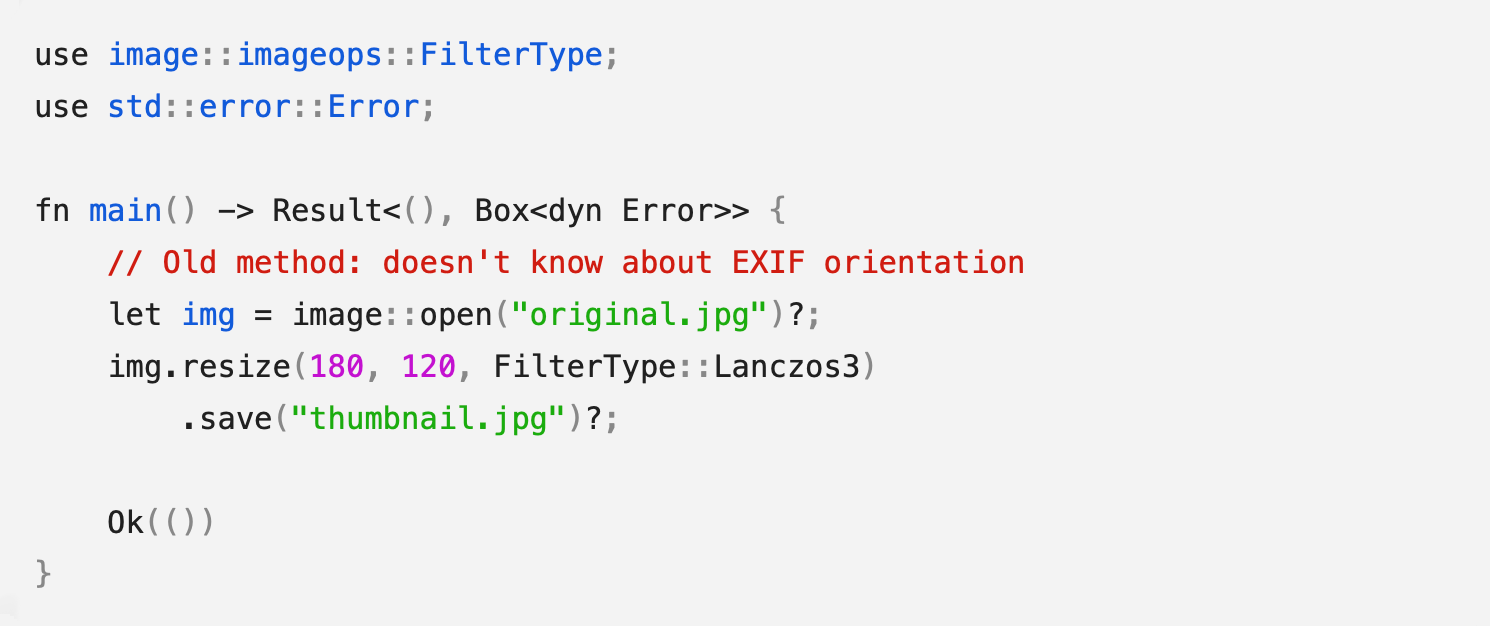 use image::imageops::FilterType;
use std::error::Error;

fn main() -> Result<(), Box<dyn Error>> {
    // Old method: doesn't know about EXIF orientation
    let img = image::open("original.jpg")?;
    img.resize(180, 120, FilterType::Lanczos3)
        .save("thumbnail.jpg")?;

    Ok(())
}